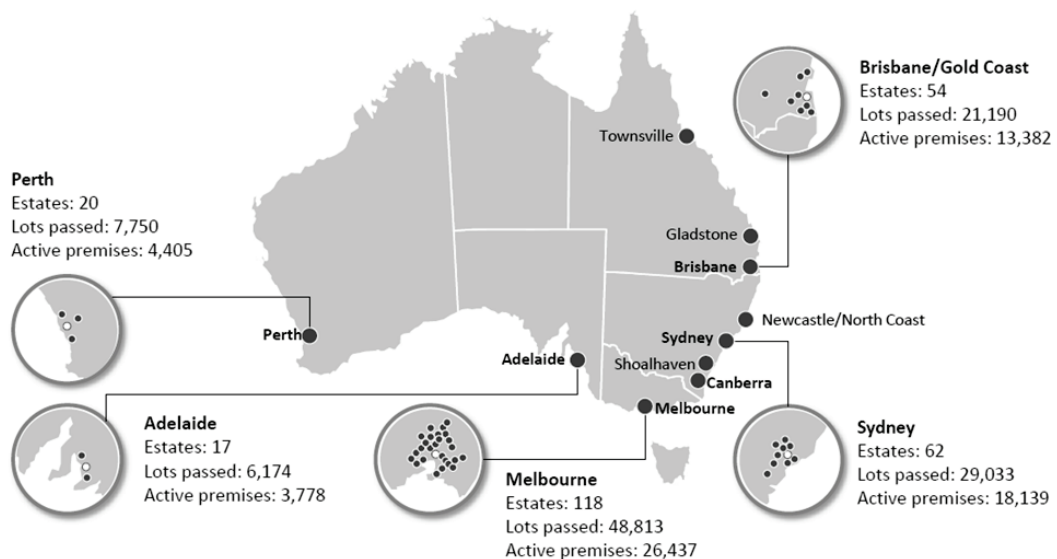 Brisbane/Gold Coast
Estates: 54
Lots passed: 21,190
Active premises: 13,382
Townsville
Perth
Estates: 20
Lots passed: 7,750
Active premises: 4,405
Gladstone
Brisbane
Newcastle/North Coast
Perth
Sydney
Adelaide
Shoalhaven
Canberra
Melbourne
Adelaide
Estates: 17
Lots passed: 6,174
Active premises: 3,778
Melbourne
Estates: 118
Lots passed: 48,813
Active premises: 26,437
Sydney
Estates: 62
Lots passed: 29,033
Active premises: 18,139